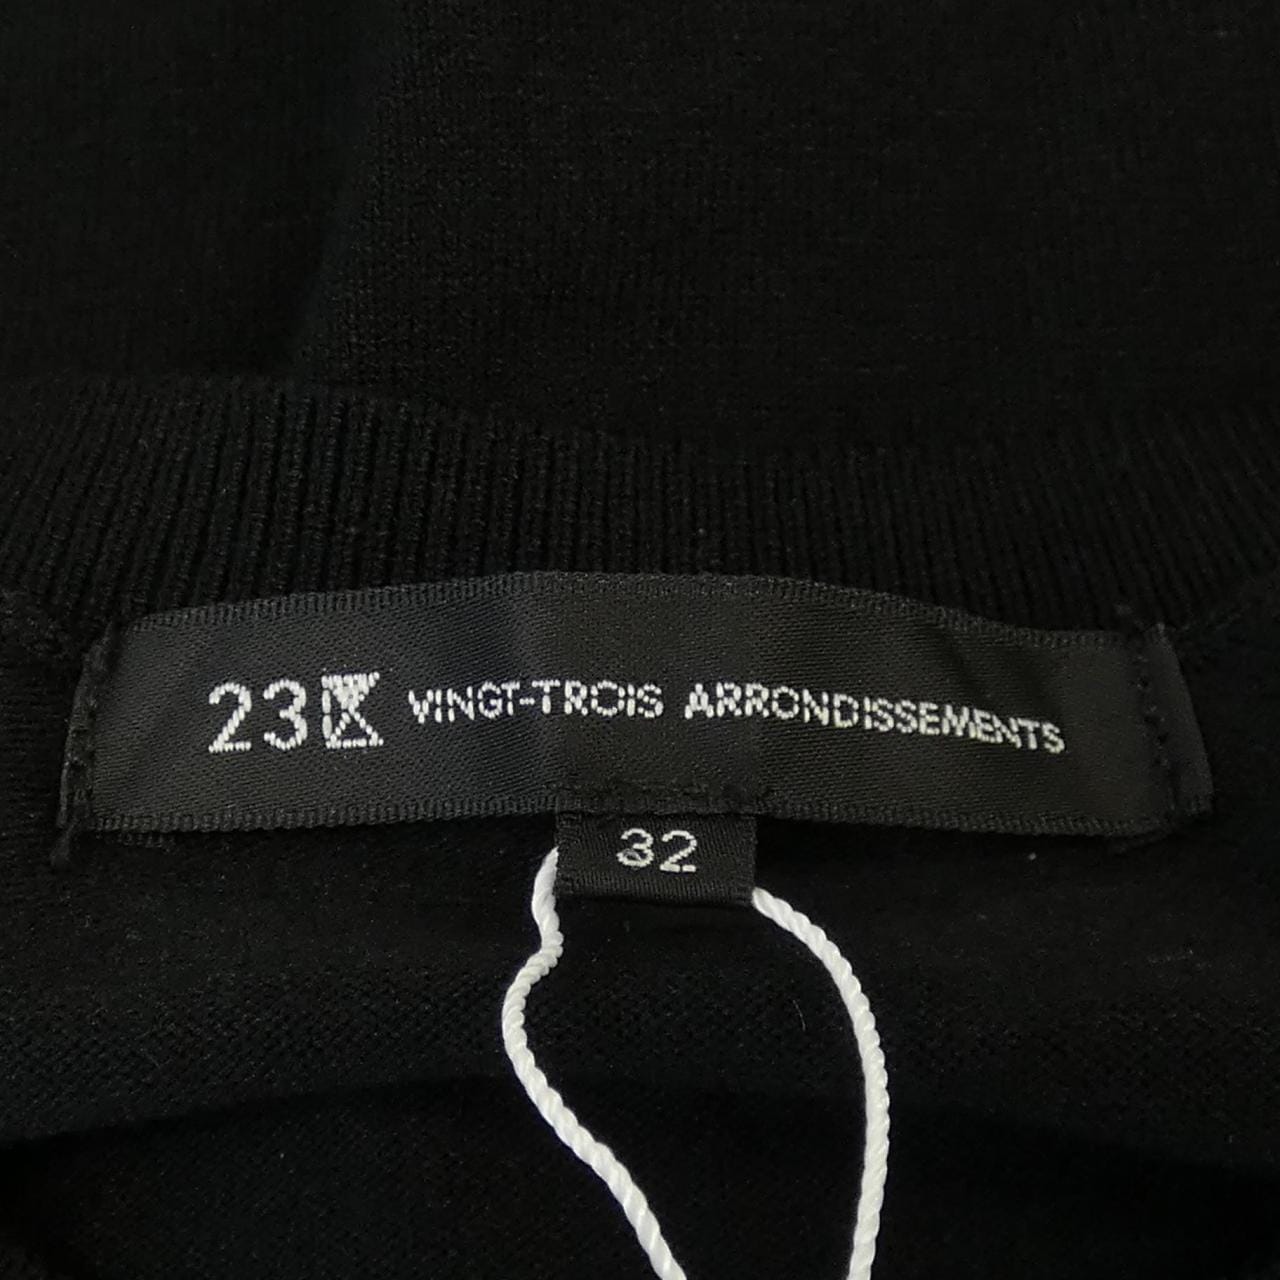 23区 VINGT-TROIS ARRONDISSEMENTS
32